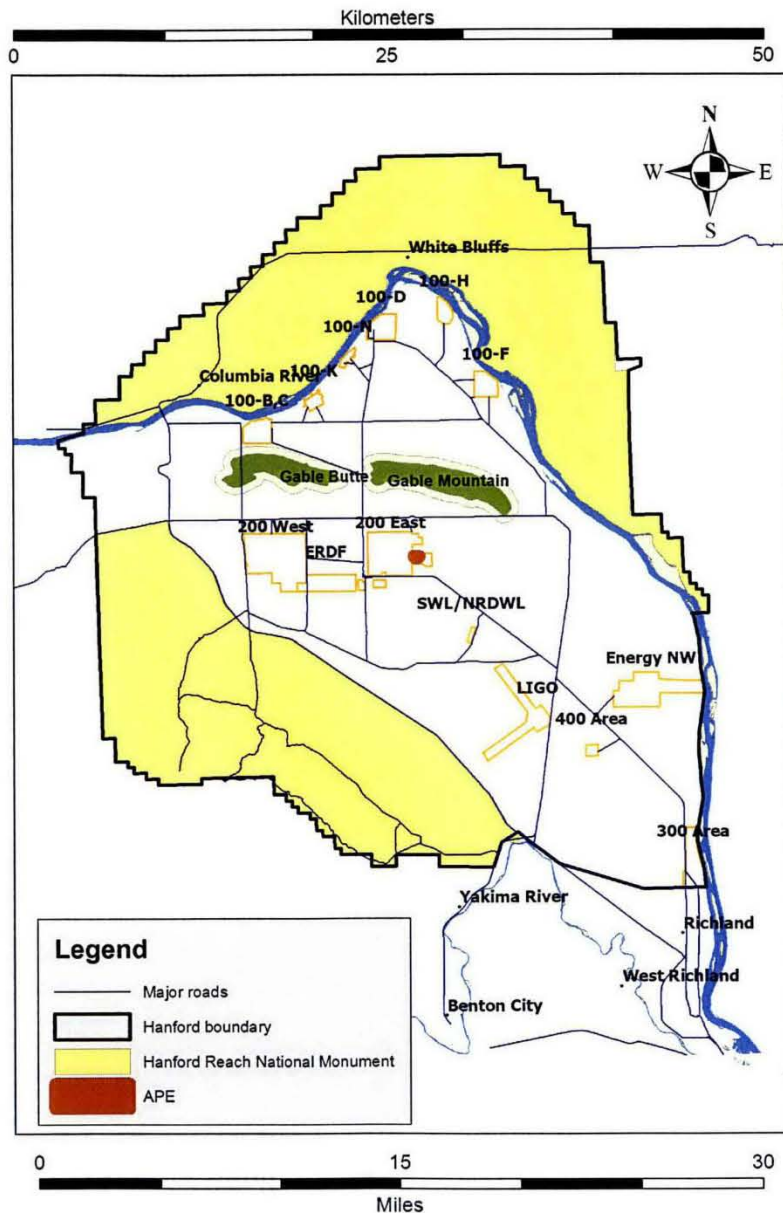 Kilometers
0 25 50
N
W E
S
White Bluffs
100-H
100-D
100-N
100-F
100-K
Columbia River
100-B,C
Gable Butte
Gable Mountain
200 West
200 East
ERDF
SWL/NRDWL
Energy NW
LIGO
400 Area
300 Area
Yakima River
Richland
West Richland
Benton City
Legend
Major roads
Hanford boundary
Hanford Reach National Monument
APE
0 15 30
Miles